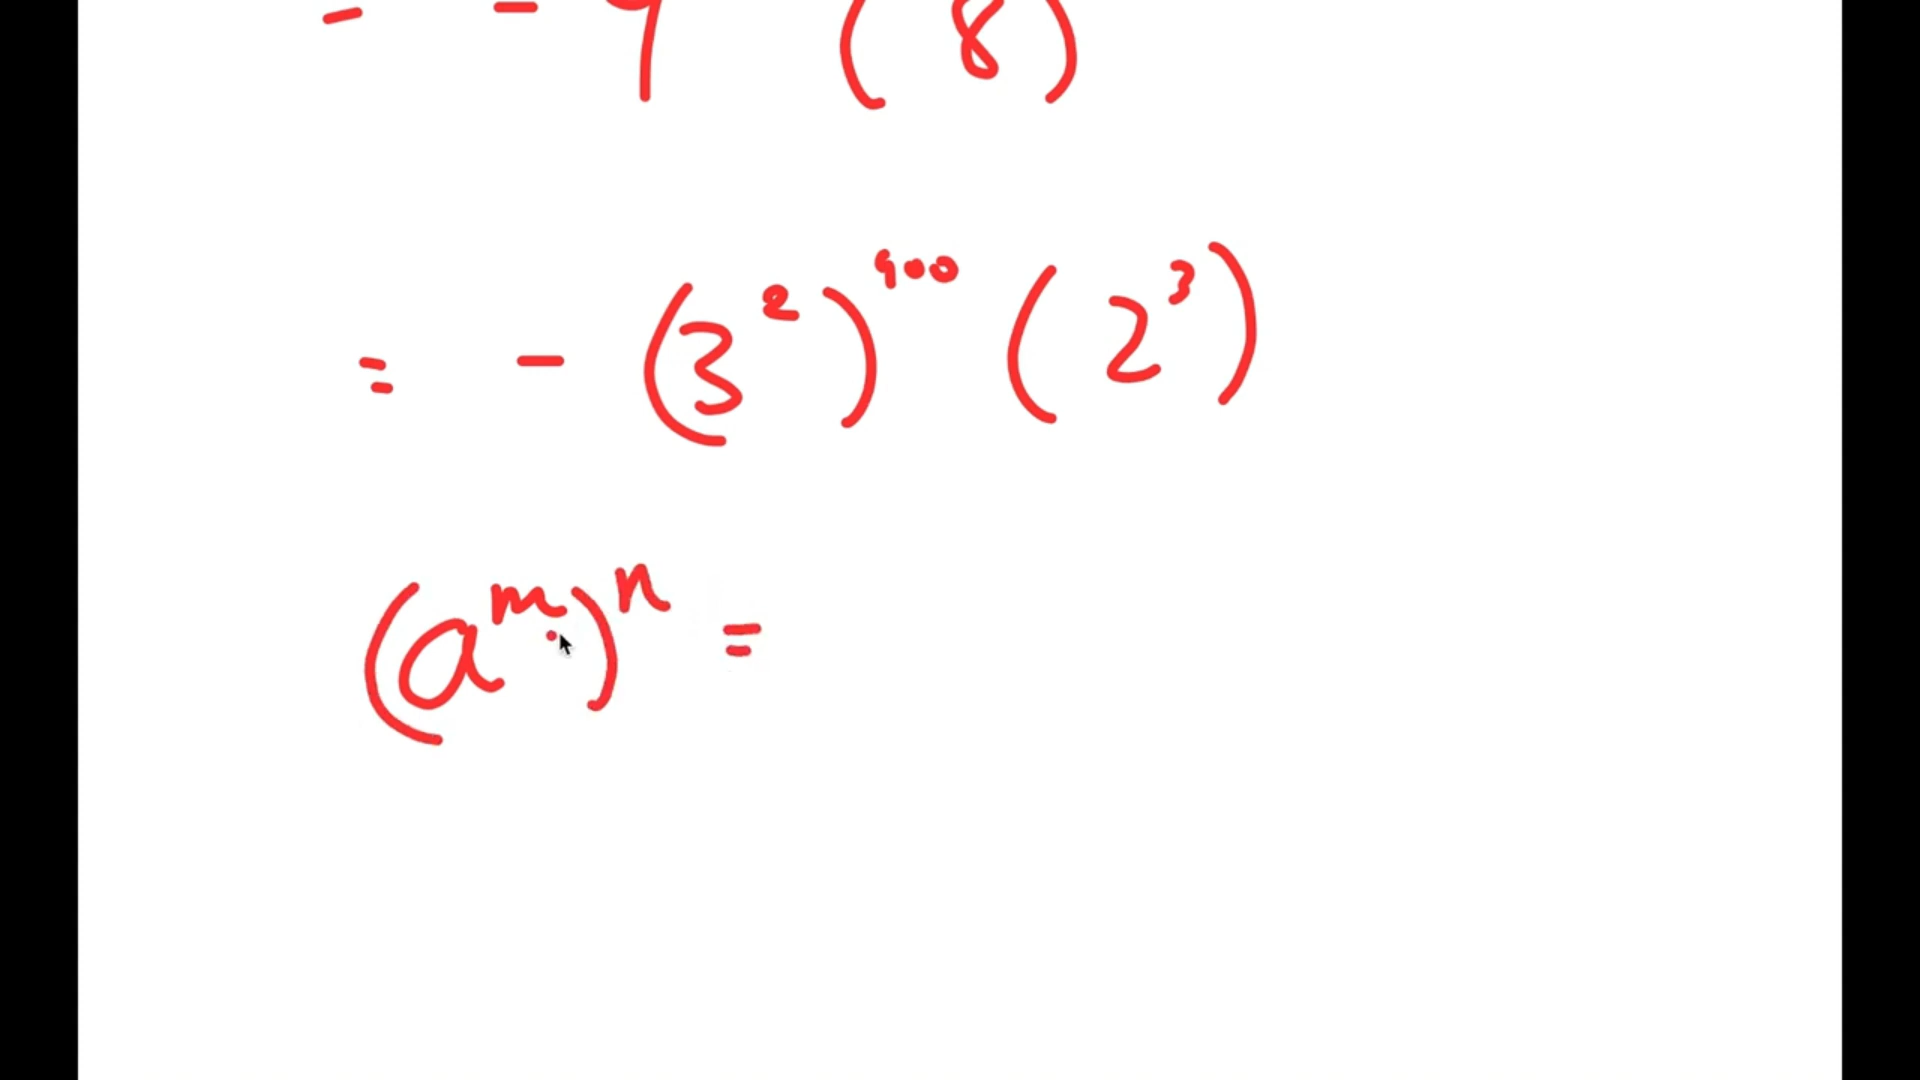 = - 9 (8)
= - (3²)⁹⁰⁰ (2³)
(aᵐ)ⁿ =